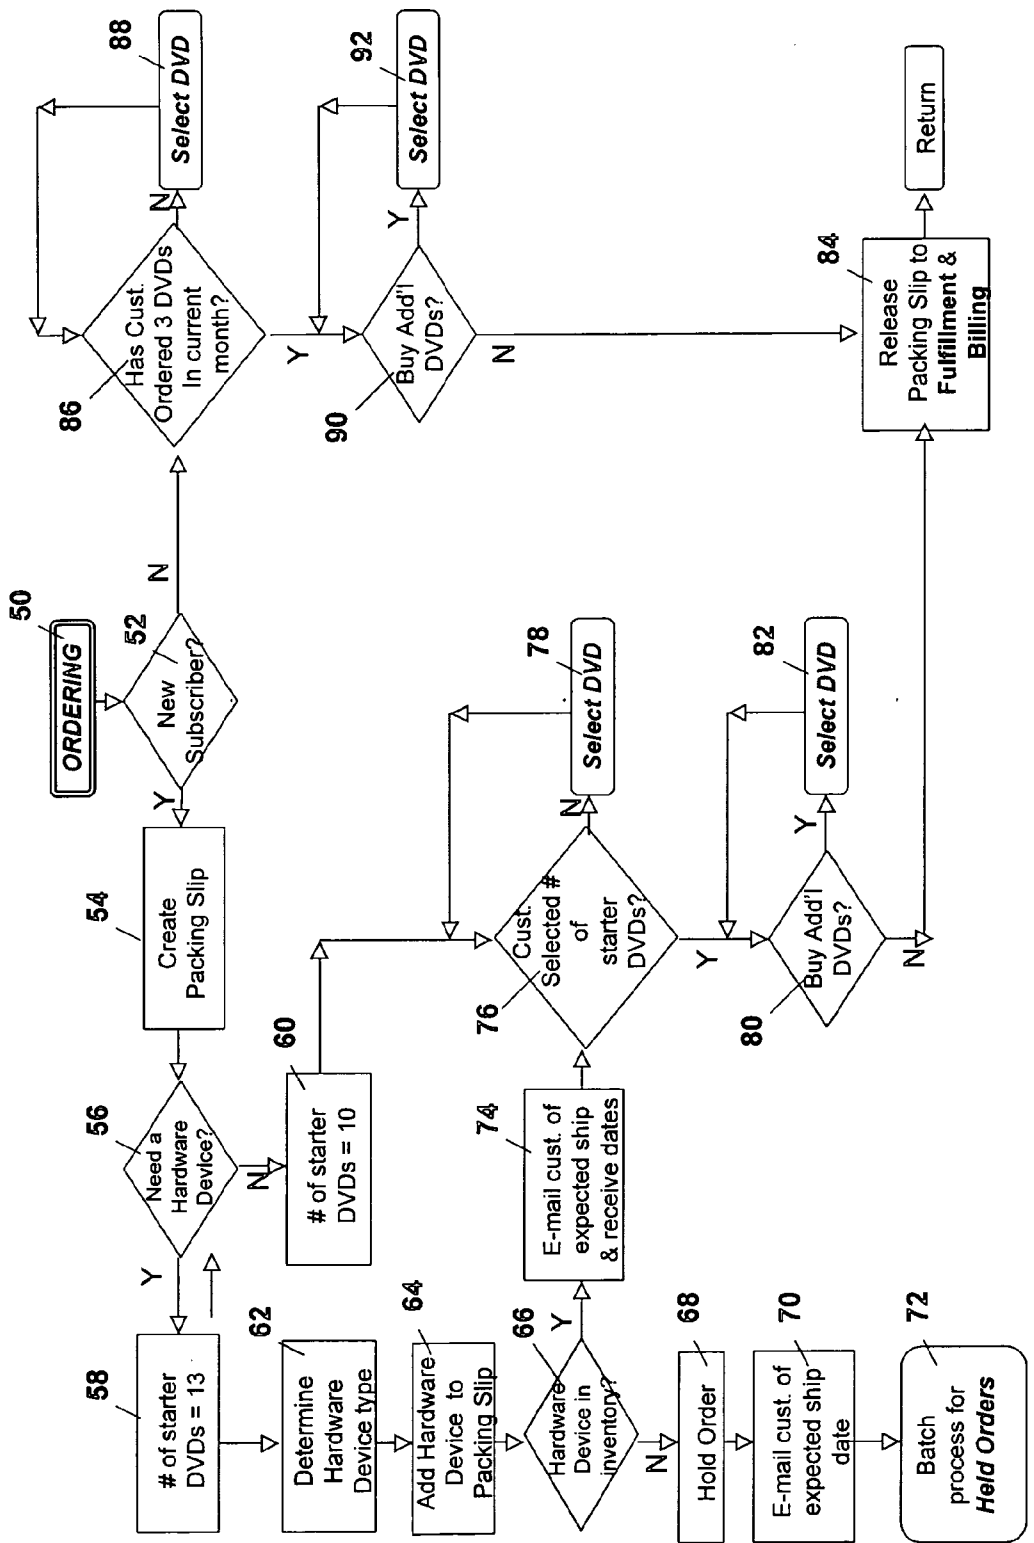 50
ORDERING
52
New
Subscriber?
Y
N
54
Create
Packing Slip
56
Need a
Hardware
Device?
Y
N
58
# of starter
DVDs = 13
60
# of starter
DVDs = 10
62
Determine
Hardware
Device type
64
Add Hardware
Device to
Packing Slip
66
Hardware
Device in
inventory?
Y
N
68
Hold Order
70
E-mail cust. of
expected ship
date
72
Batch
process for
Held Orders
74
E-mail cust. of
expected ship
& receive dates
76
Cust.
Selected #
of
starter
DVDs?
N
Y
78
Select DVD
80
Buy Add'l
DVDs?
Y
N
82
Select DVD
86
Has Cust.
Ordered 3 DVDs
In current
month?
N
Y
88
Select DVD
90
Buy Add'l
DVDs?
Y
N
92
Select DVD
84
Release
Packing Slip to
Fulfillment &
Billing
Return